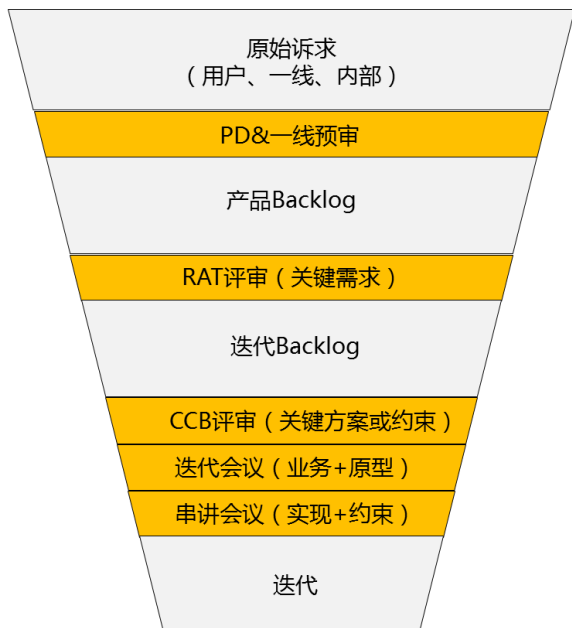 原始诉求
（用户、一线、内部）
PD&一线预审
产品Backlog
RAT评审（关键需求）
迭代Backlog
CCB评审（关键方案或约束）
迭代会议（业务+原型）
串讲会议（实现+约束）
迭代